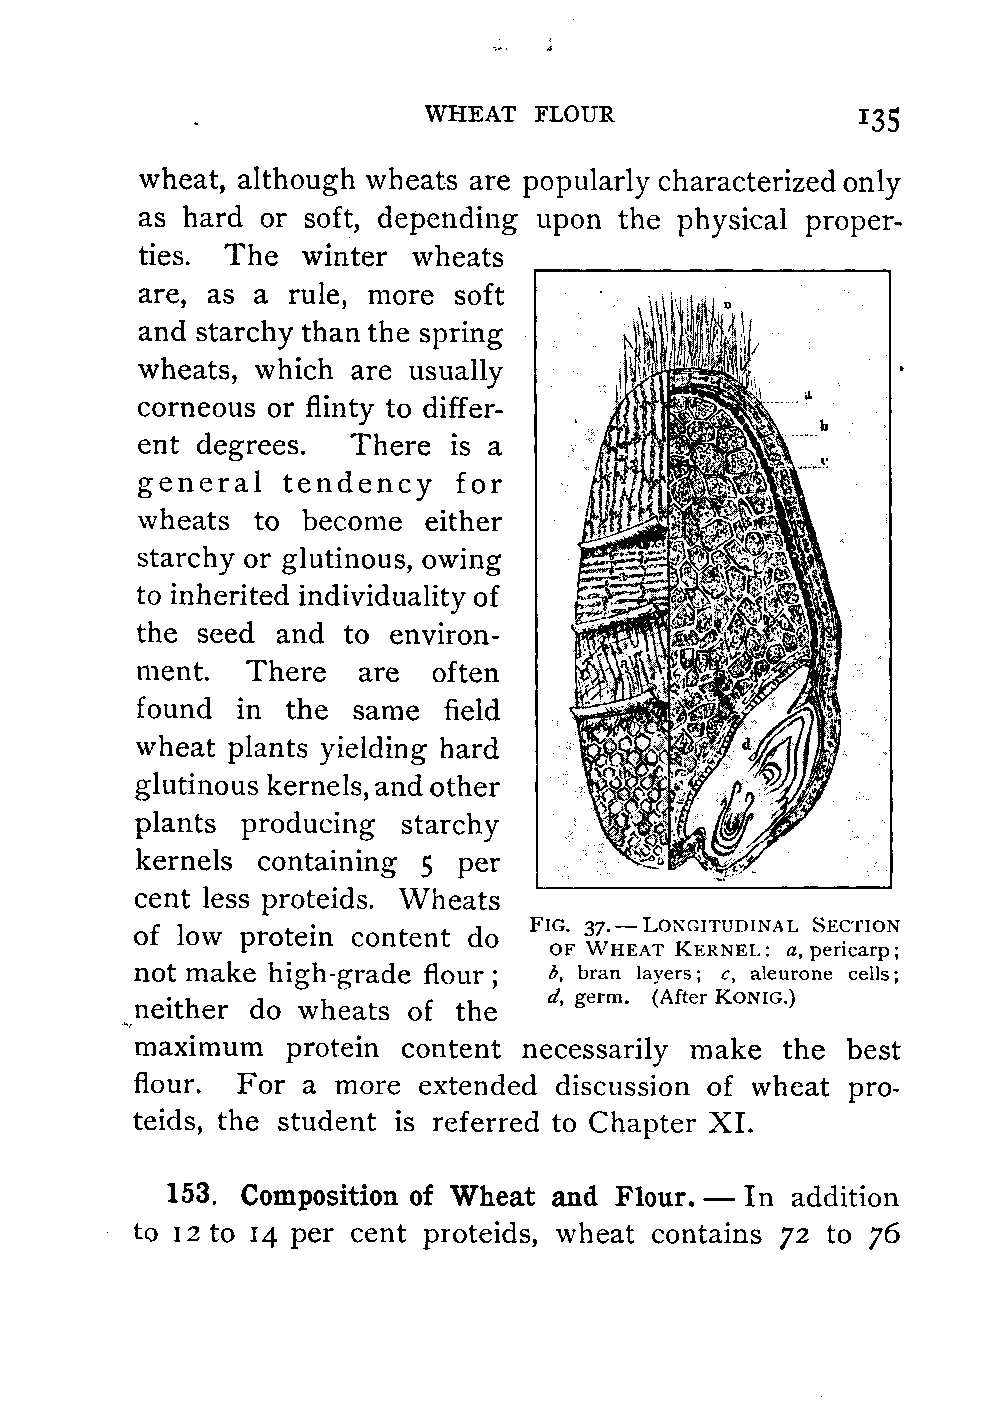 WHEAT FLOUR 135
wheat, although wheats are popularly characterized only
as hard or soft, depending upon the physical proper-
ties. The winter wheats
are, as a rule, more soft
and starchy than the spring
wheats, which are usually
corneous or flinty to differ-
ent degrees. There is a
general tendency for
wheats to become either
starchy or glutinous, owing
to inherited individuality of
the seed and to environ-
ment. There are often
found in the same field
wheat plants yielding hard
glutinous kernels, and other
plants producing starchy
kernels containing 5 per
cent less proteids. Wheats
of low protein content do
not make high-grade flour;
neither do wheats of the
a
b
c
d
FIG. 37.—LONGITUDINAL SECTION
OF WHEAT KERNEL: a, pericarp;
b, bran layers; c, aleurone cells;
d, germ. (After KONIG.)
maximum protein content necessarily make the best
flour. For a more extended discussion of wheat pro-
teids, the student is referred to Chapter XI.
153. Composition of Wheat and Flour.—In addition
to 12 to 14 per cent proteids, wheat contains 72 to 76